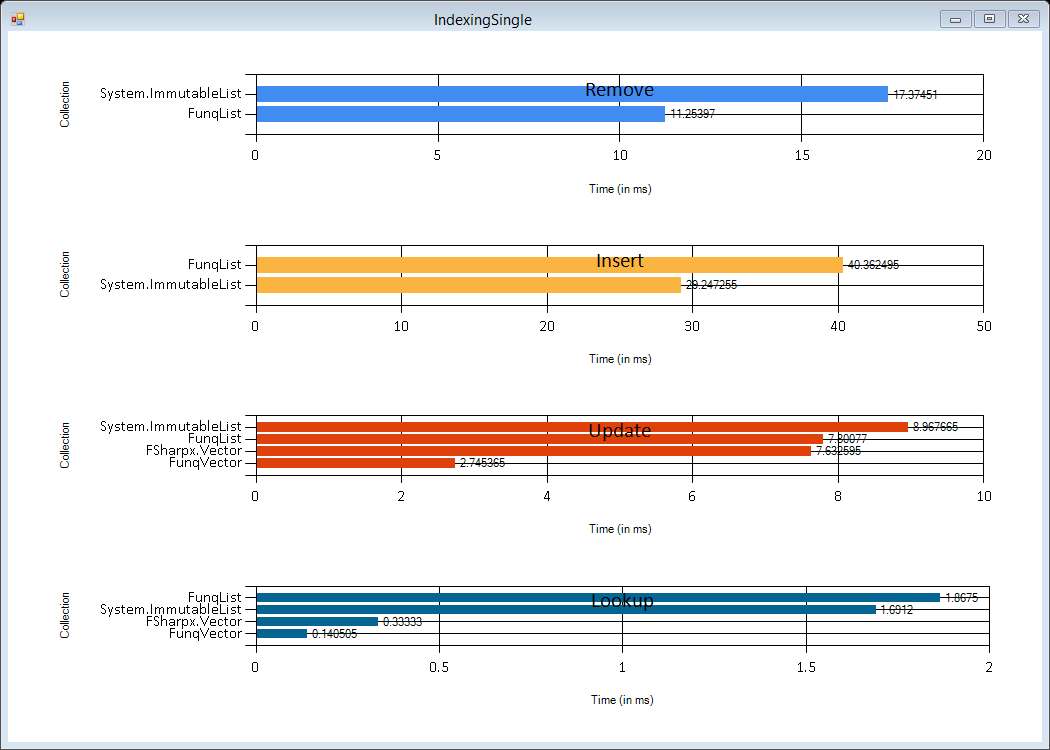 IndexingSingle
Remove
Collection
System.ImmutableList 17.37451
FunqList 11.25397
0 5 10 15 20
Time (in ms)
Insert
Collection
FunqList 40.362495
System.ImmutableList 29.247255
0 10 20 30 40 50
Time (in ms)
Update
Collection
System.ImmutableList 8.967665
FunqList 7.80077
FSharpx.Vector 7.632595
FunqVector 2.745365
0 2 4 6 8 10
Time (in ms)
Lookup
Collection
FunqList 1.8675
System.ImmutableList 1.6912
FSharpx.Vector 0.33333
FunqVector 0.140505
0 0.5 1 1.5 2
Time (in ms)